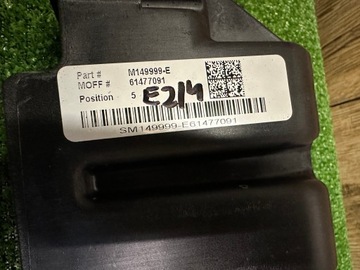 Part # M149999-E
MOFF # 61477091
Position 5 E214
SM149999-E61477091